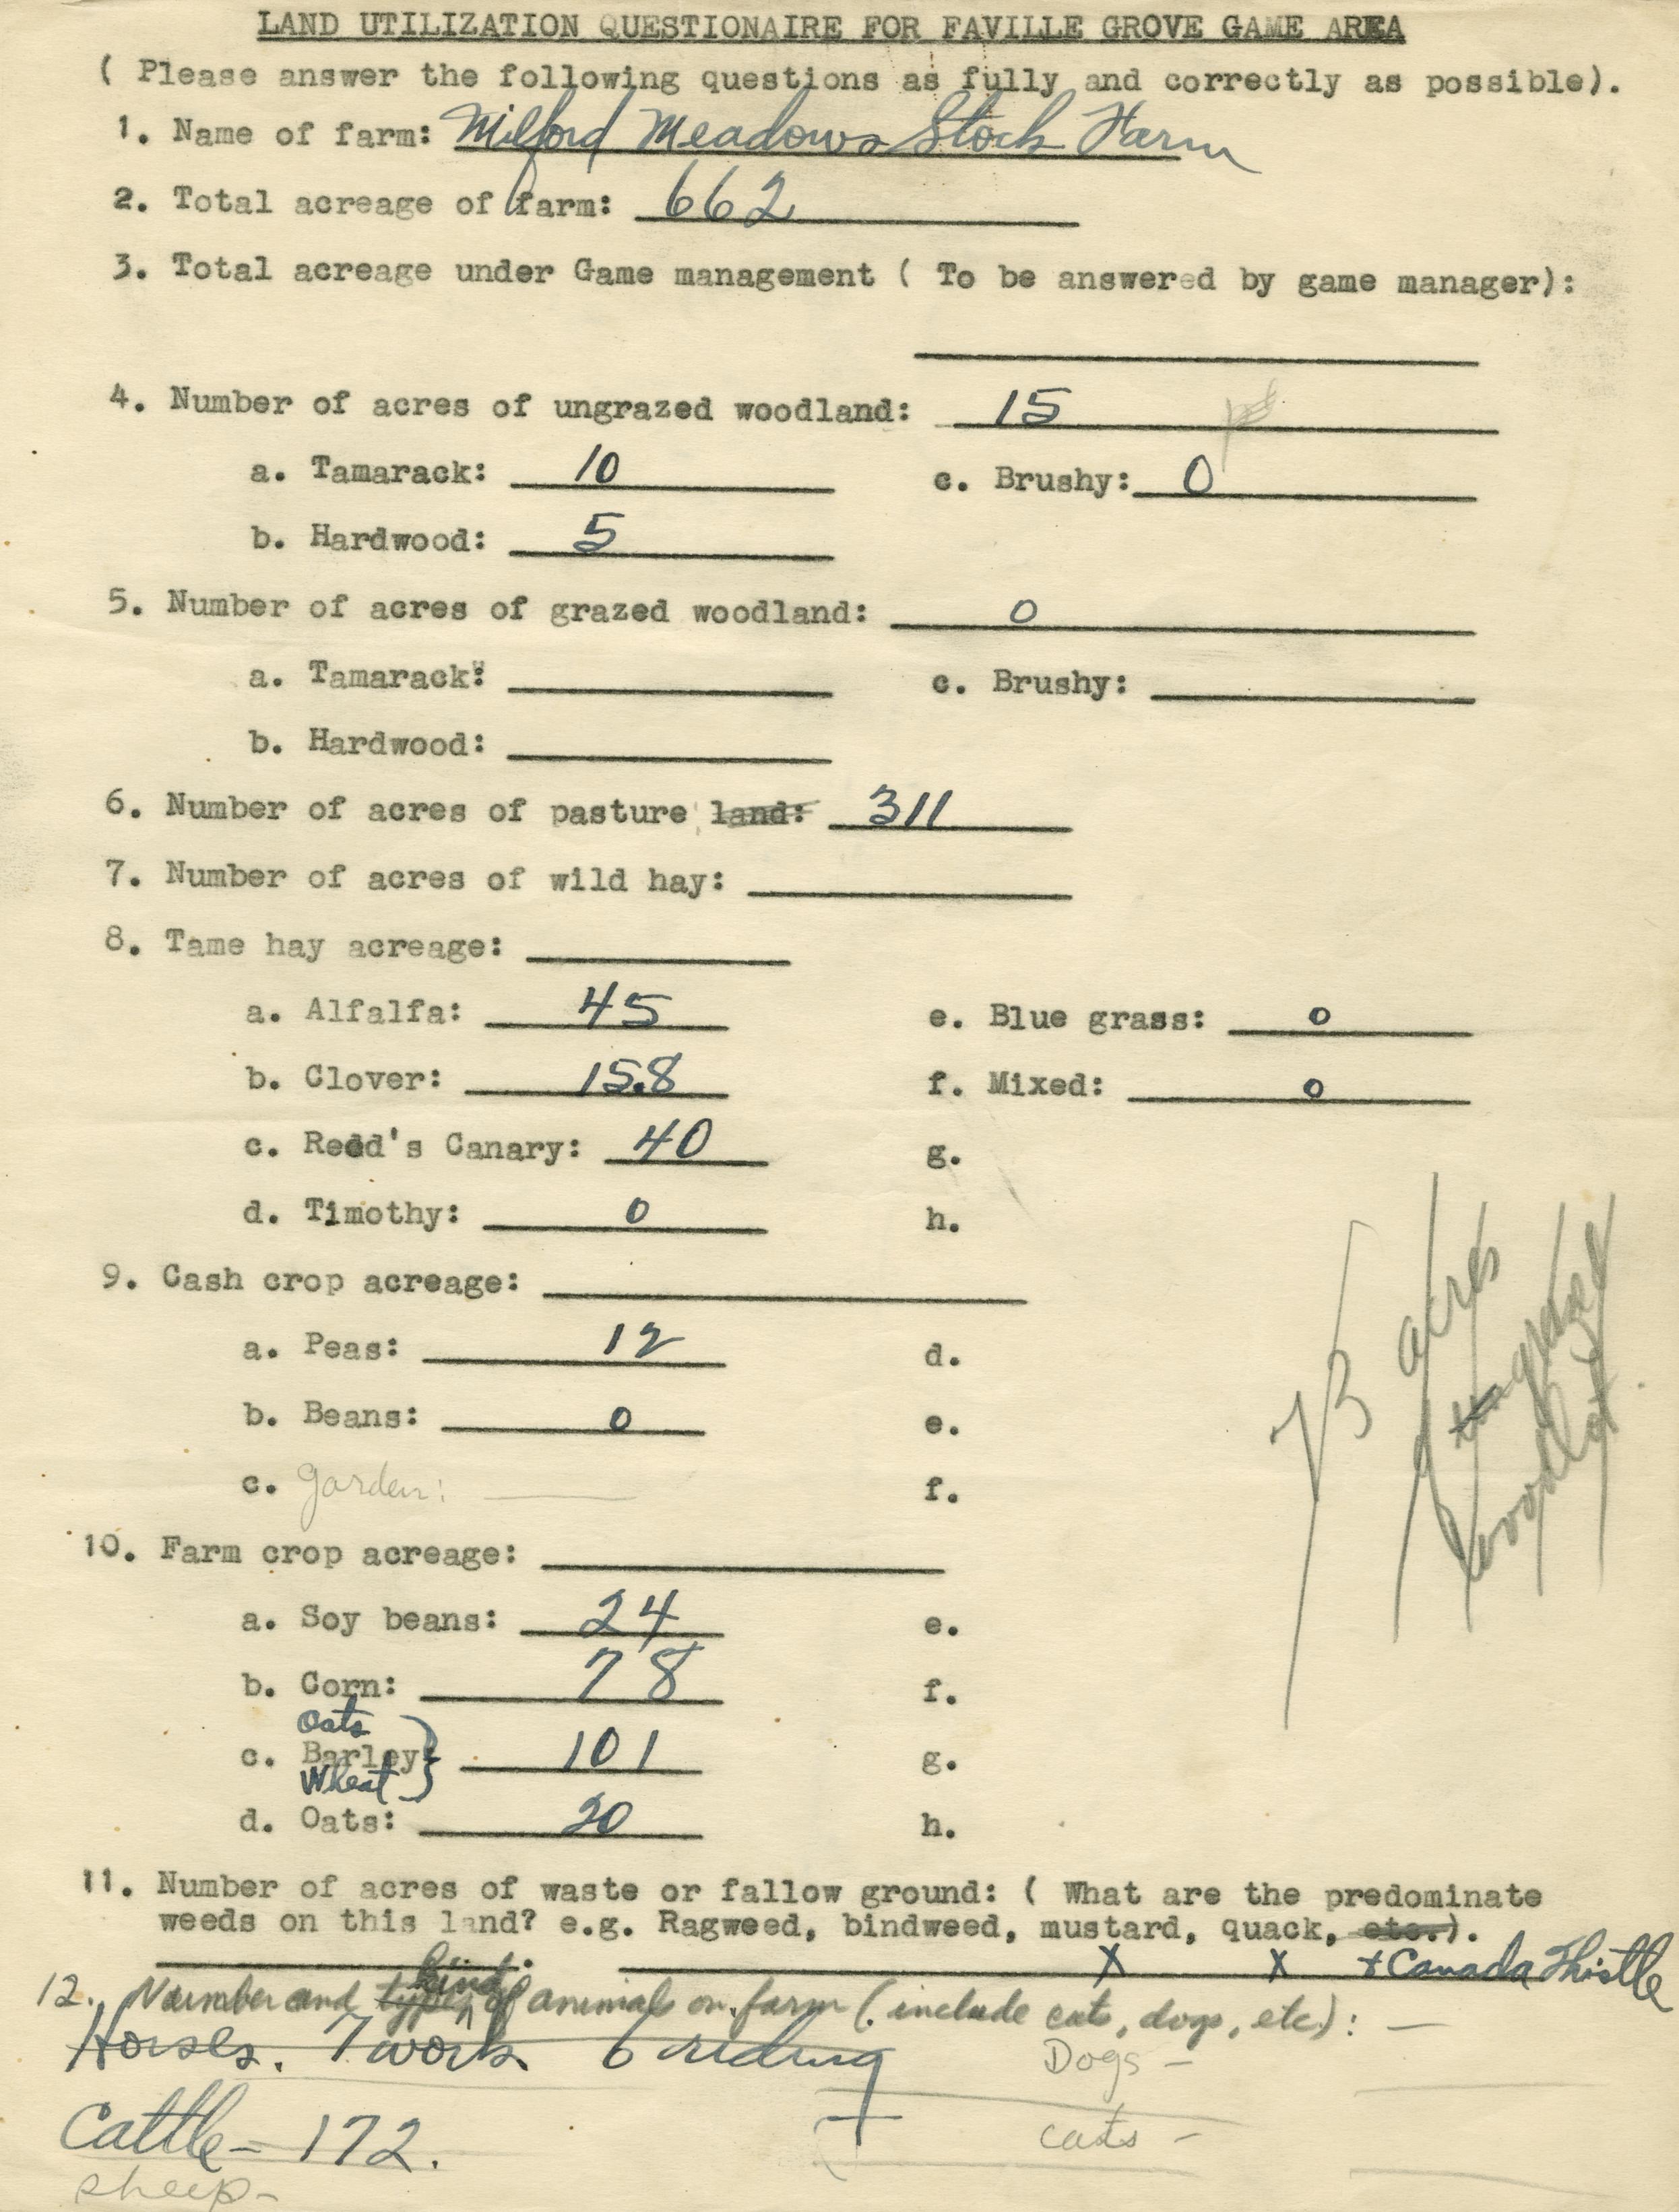 LAND UTILIZATION QUESTIONAIRE FOR FAVILLE GROVE GAME AREA
( Please answer the following questions as fully and correctly as possible).
1. Name of farm: Milford Meadows Stock Farm
2. Total acreage of farm: 662
3. Total acreage under Game management ( To be answered by game manager):
4. Number of acres of ungrazed woodland: 15
a. Tamarack: 10 c. Brushy: 0
b. Hardwood: 5
5. Number of acres of grazed woodland: 0
a. Tamarack: c. Brushy:
b. Hardwood:
6. Number of acres of pasture land: 311
7. Number of acres of wild hay:
8. Tame hay acreage:
a. Alfalfa: 45 e. Blue grass: 0
b. Clover: 15.8 f. Mixed: 0
c. Reed's Canary: 40 g.
d. Timothy: 0 h.
9. Cash crop acreage:
a. Peas: 12 d.
b. Beans: 0 e.
c. Garden: f.
10. Farm crop acreage:
a. Soy beans: 24 e.
b. Corn: 78 f.
Oats
c. Barley } 101 g.
Wheat
d. Oats: 20 h.
acres
ungrazed
woodlot
11. Number of acres of waste or fallow ground: ( What are the predominate
weeds on this land? e.g. Ragweed, bindweed, mustard, quack, etc.).
X X + Canada Thistle
12. Number and type kind of animals on farm (include cats, dogs, etc.): —
Horses. 7 work 6 riding Dogs -
Cattle - 172. cats -
sheep -